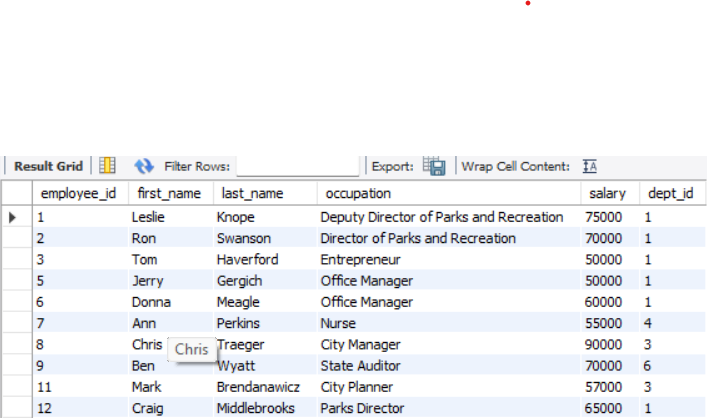 Result Grid Filter Rows: Export: Wrap Cell Content: IA
employee_id first_name last_name occupation salary dept_id
1 Leslie Knope Deputy Director of Parks and Recreation 75000 1
2 Ron Swanson Director of Parks and Recreation 70000 1
3 Tom Haverford Entrepreneur 50000 1
5 Jerry Gergich Office Manager 50000 1
6 Donna Meagle Office Manager 60000 1
7 Ann Perkins Nurse 55000 4
8 Chris Traeger City Manager 90000 3
Chris
9 Ben Wyatt State Auditor 70000 6
11 Mark Brendanawicz City Planner 57000 3
12 Craig Middlebrooks Parks Director 65000 1